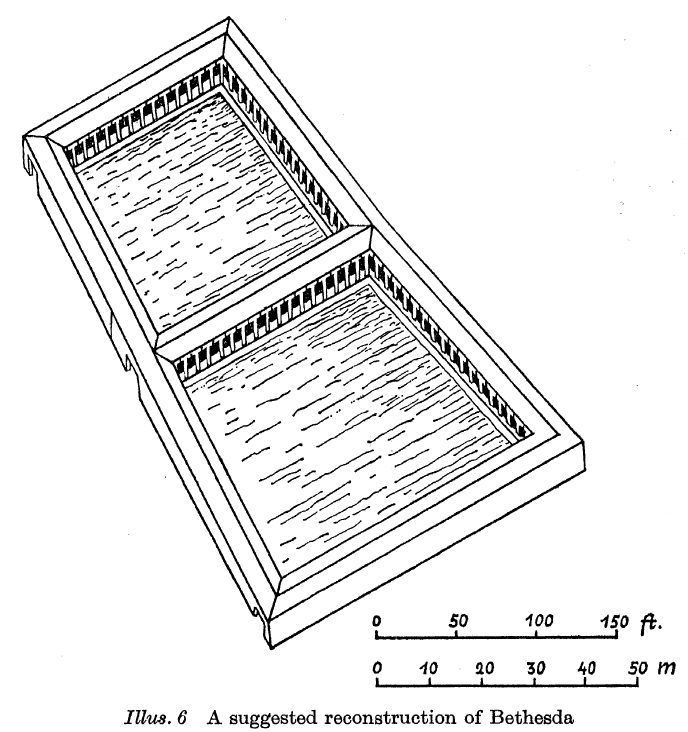 0 50 100 150 ft.
0 10 20 30 40 50 m
Illus. 6 A suggested reconstruction of Bethesda